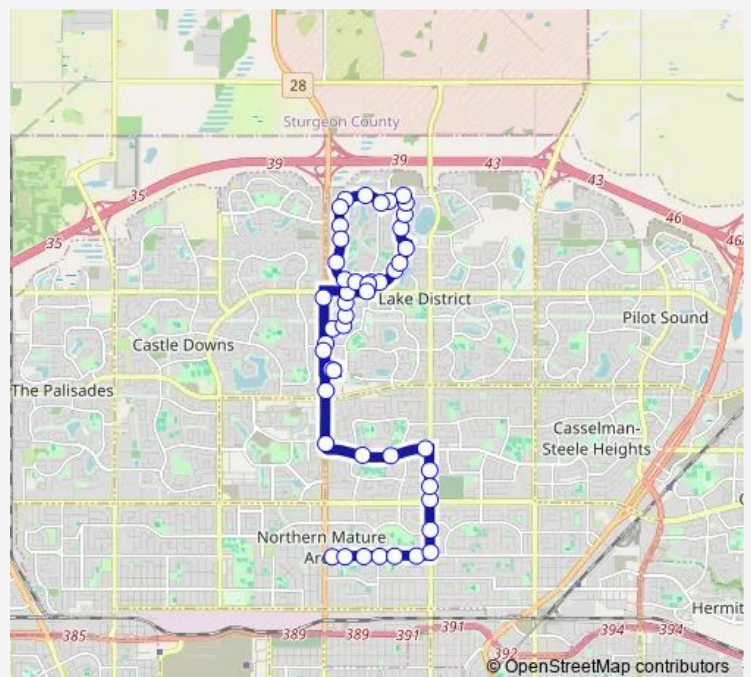 28
Sturgeon County
39
39
43
43
35
46
35
46
Lake District
Pilot Sound
Castle Downs
The Palisades
Casselman-
Steele Heights
Northern Mature
Ar
Hermit
385
389
389
391
391
394
394
392
© OpenStreetMap contributors